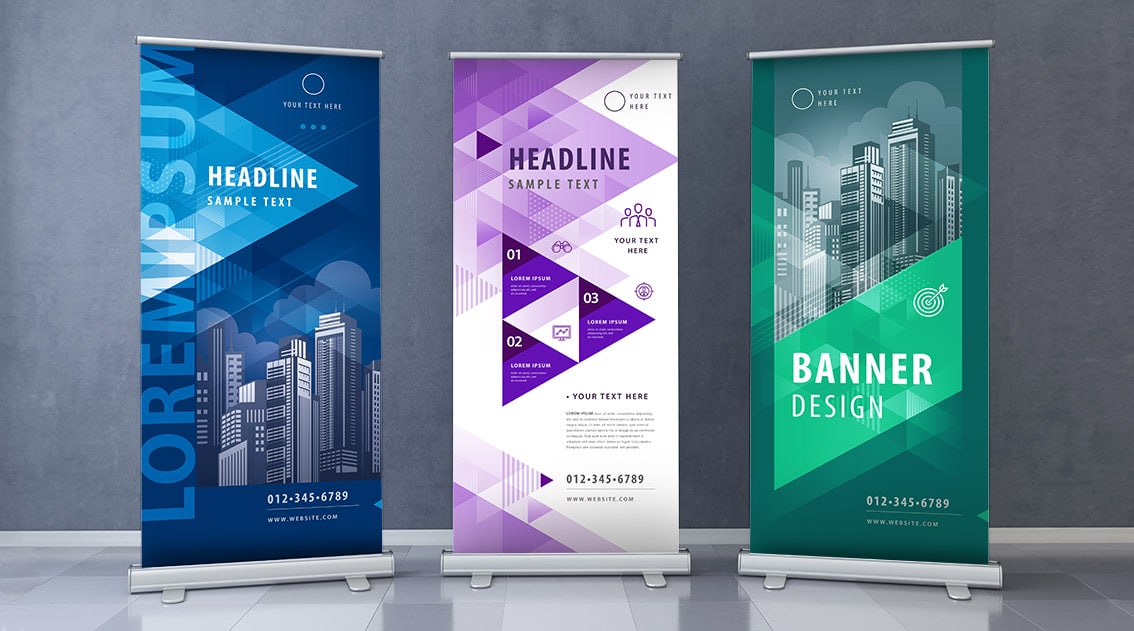 LOREM IPSUM
YOUR TEXT HERE
HEADLINE
SAMPLE TEXT
012•345•6789
WWW.WEBSITE.COM
YOUR TEXT
HERE
HEADLINE
SAMPLE TEXT
YOUR TEXT
HERE
01
LOREM IPSUM
03
LOREM IPSUM
02
LOREM IPSUM
• YOUR TEXT HERE
012•345•6789
WWW.WEBSITE.COM
YOUR TEXT
HERE
BANNER
DESIGN
012•345•6789
WWW.WEBSITE.COM